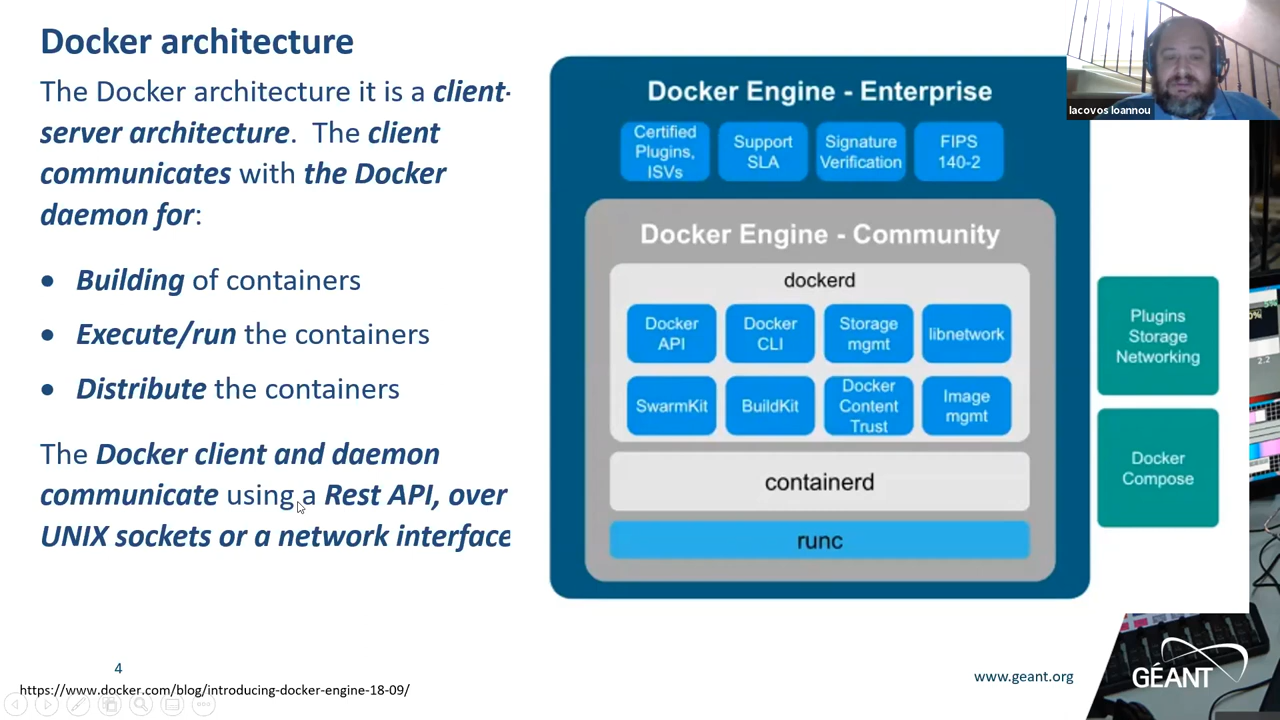 Docker architecture
The Docker architecture it is a client-
server architecture. The client
communicates with the Docker
daemon for:
• Building of containers
• Execute/run the containers
• Distribute the containers
The Docker client and daemon
communicate using a Rest API, over
UNIX sockets or a network interface
Docker Engine - Enterprise
Certified
Plugins,
ISVs
Support
SLA
Signature
Verification
FIPS
140-2
Docker Engine - Community
dockerd
Docker
API
Docker
CLI
Storage
mgmt
libnetwork
SwarmKit
BuildKit
Docker
Content
Trust
Image
mgmt
containerd
runc
Plugins
Storage
Networking
Docker
Compose
Iacovos Ioannou
4
https://www.docker.com/blog/introducing-docker-engine-18-09/
www.geant.org
GÉANT